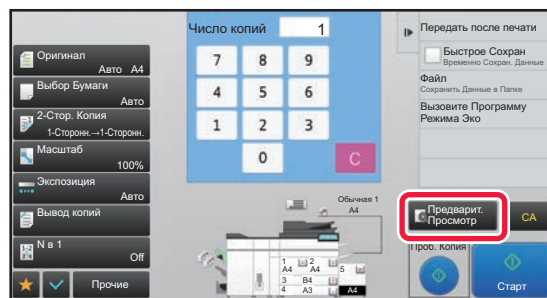 Число копий 1
Передать после печати
Быстрое Сохран
Временно Сохран. Данные
Файл
Сохранить Данные в Папке
Вызовите Программу
Режима Эко
Оригинал
Авто A4
Выбор Бумаги
Авто
2-Стор. Копия
1-Сторонн.→1-Сторонн.
Масштаб
100%
Экспозиция
Авто
Вывод копий
N в 1
Off
Прочие
7 8 9
4 5 6
1 2 3
0 C
Обычная 1
A4
1 A4
2 A4
3 B4
4 A3
5 A4
Предварит.
Просмотр
CA
Проб. Копия
Старт